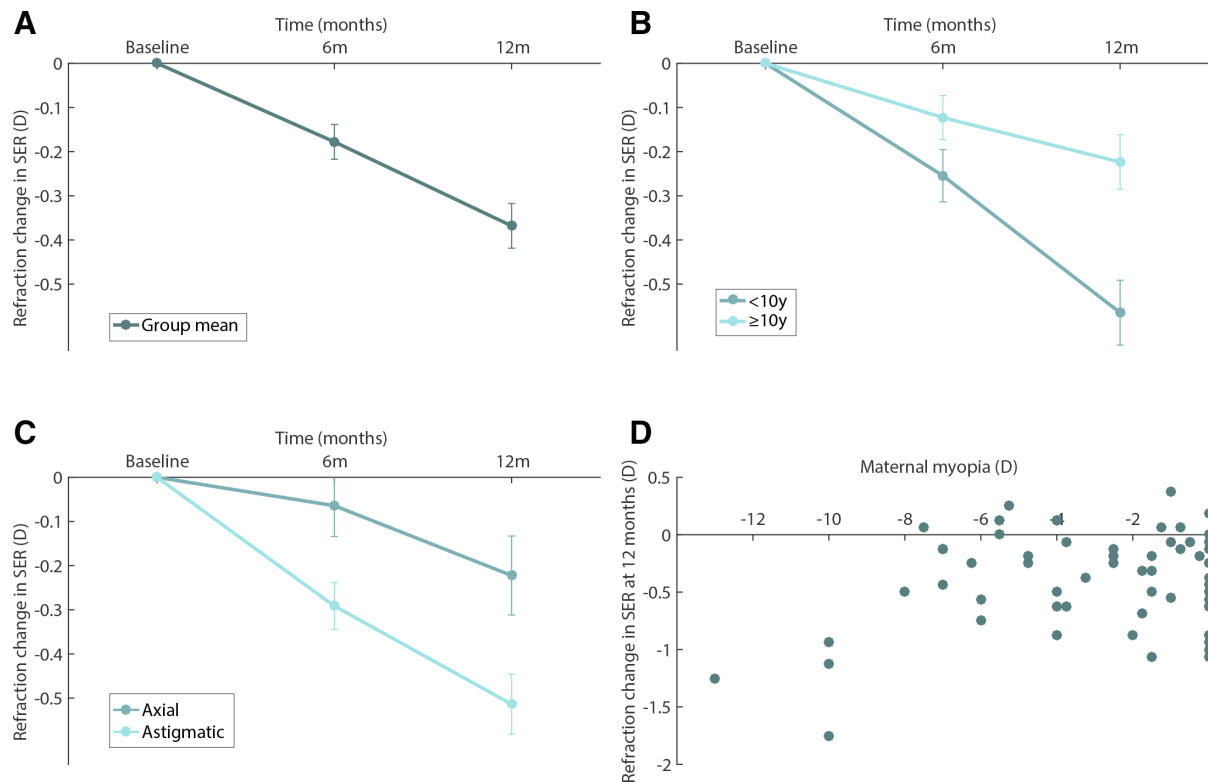 A
Time (months)
Baseline 6m 12m
0
-0.1
-0.2
-0.3
-0.4
-0.5
Refraction change in SER (D)
Group mean
B
Time (months)
Baseline 6m 12m
0
-0.1
-0.2
-0.3
-0.4
-0.5
Refraction change in SER (D)
<10y
≥10y
C
Time (months)
Baseline 6m 12m
0
-0.1
-0.2
-0.3
-0.4
-0.5
Refraction change in SER (D)
Axial
Astigmatic
D
Maternal myopia (D)
-12 -10 -8 -6 -4 -2
0.5
0
-0.5
-1
-1.5
-2
Refraction change in SER at 12 months (D)